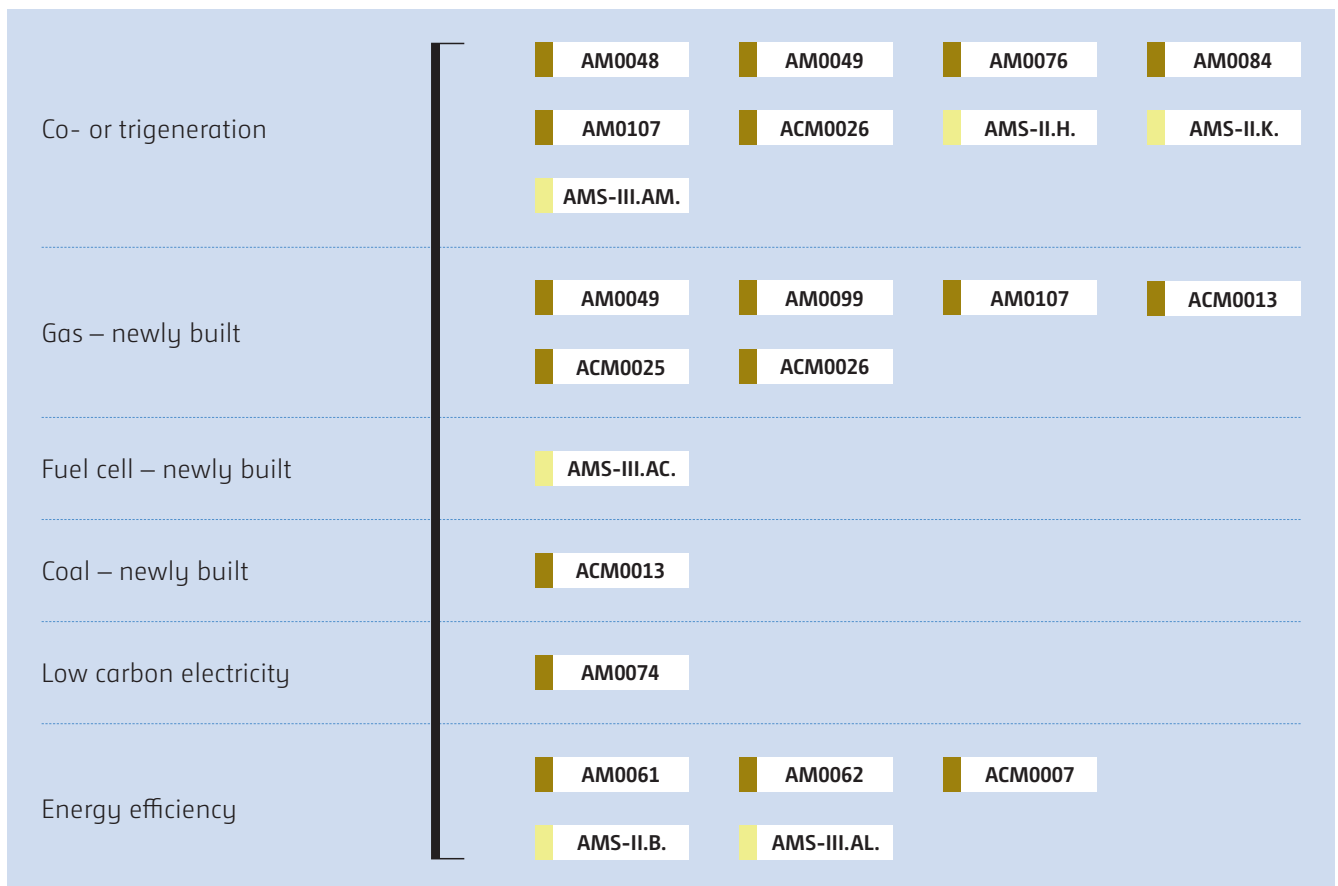 AM0048 AM0049 AM0076 AM0084
Co- or trigeneration
AM0107 ACM0026 AMS-II.H. AMS-II.K.
AMS-III.AM.
AM0049 AM0099 AM0107 ACM0013
Gas – newly built
ACM0025 ACM0026
Fuel cell – newly built
AMS-III.AC.
Coal – newly built
ACM0013
Low carbon electricity
AM0074
AM0061 AM0062 ACM0007
Energy efficiency
AMS-II.B. AMS-III.AL.